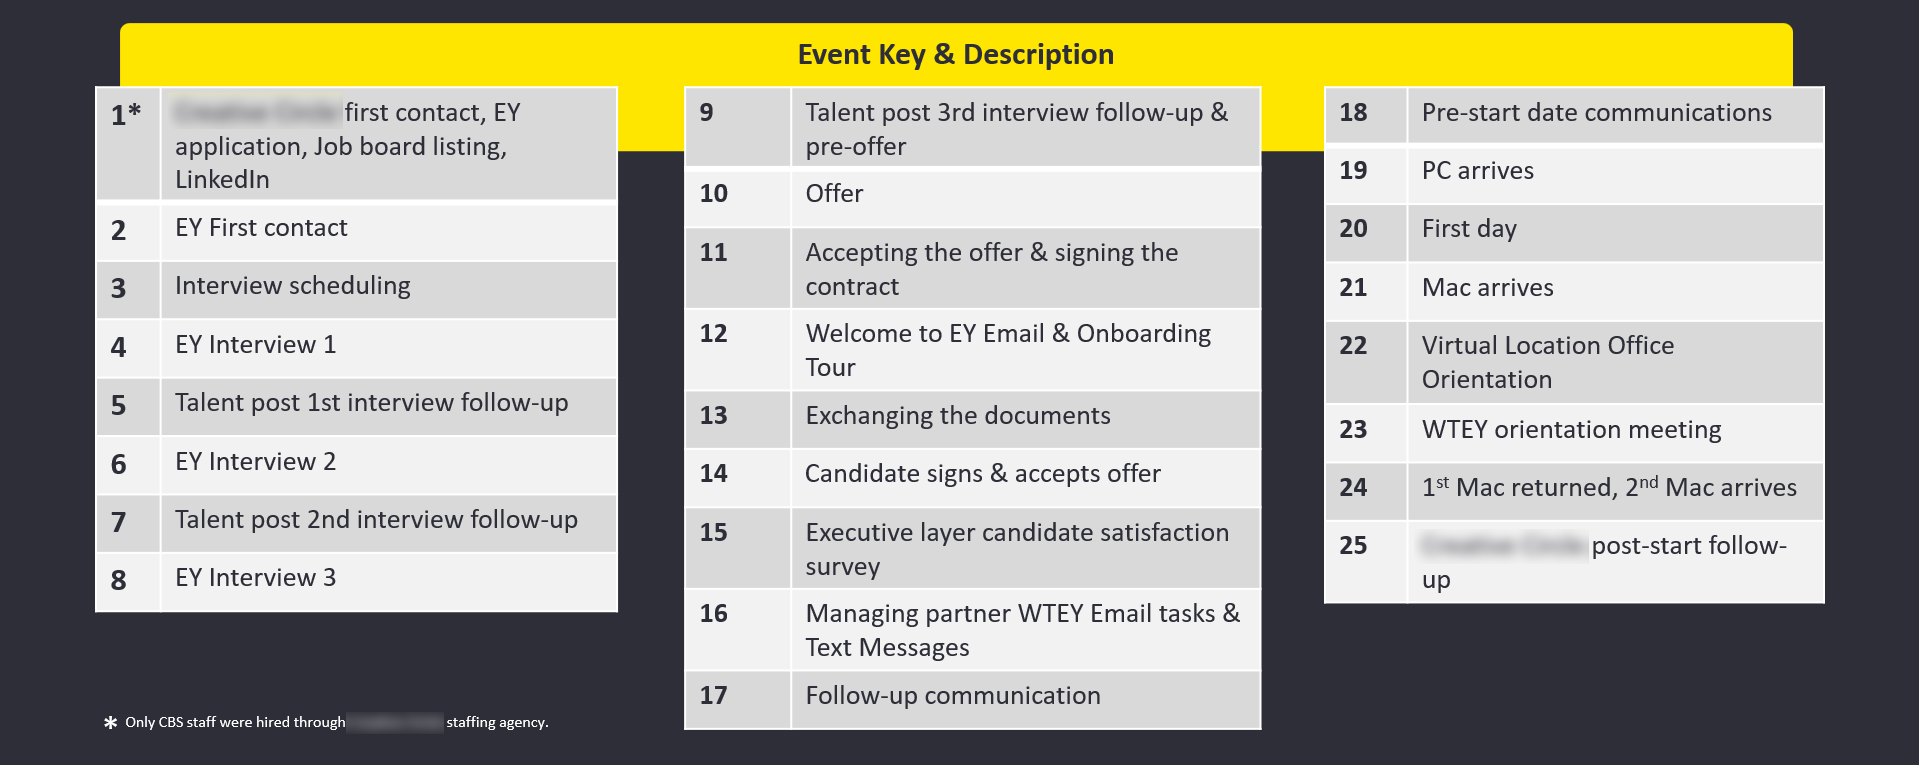 Event Key & Description
1* first contact, EY
application, Job board listing,
LinkedIn
2 EY First contact
3 Interview scheduling
4 EY Interview 1
5 Talent post 1st interview follow-up
6 EY Interview 2
7 Talent post 2nd interview follow-up
8 EY Interview 3
9 Talent post 3rd interview follow-up &
pre-offer
10 Offer
11 Accepting the offer & signing the
contract
12 Welcome to EY Email & Onboarding
Tour
13 Exchanging the documents
14 Candidate signs & accepts offer
15 Executive layer candidate satisfaction
survey
16 Managing partner WTEY Email tasks &
Text Messages
17 Follow-up communication
18 Pre-start date communications
19 PC arrives
20 First day
21 Mac arrives
22 Virtual Location Office
Orientation
23 WTEY orientation meeting
24 1st Mac returned, 2nd Mac arrives
25 post-start follow-
up
* Only CBS staff were hired through staffing agency.